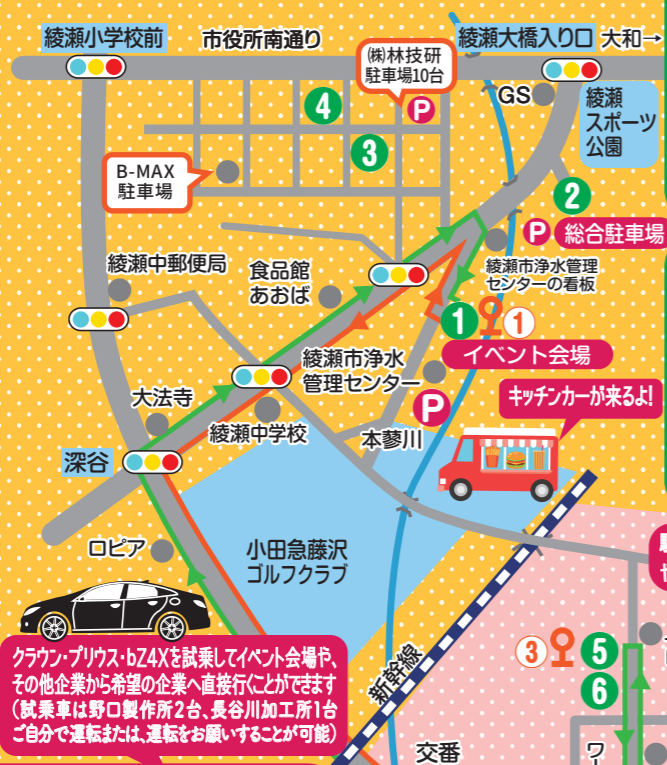 綾瀬小学校前
市役所南通り
綾瀬大橋入り口
大和→
㈱林技研
駐車場10台
P
GS
綾瀬
スポーツ
公園
4
3
B-MAX
駐車場
2
P 総合駐車場
綾瀬市浄水管理
センターの看板
綾瀬中郵便局
食品館
あおば
1
1
イベント会場
綾瀬市浄水
管理センター
P
キッチンカーが来るよ!
大法寺
綾瀬中学校
本蓼川
深谷
ロピア
小田急藤沢
ゴルフクラブ
クラウン・プリウス・bZ4Xを試乗してイベント会場や、
その他企業から希望の企業へ直接行くことができます
(試乗車は野口製作所2台、長谷川加工所1台
ご自分で運転または、運転をお願いすることが可能)
新幹線
3
5
6
交番
ワー